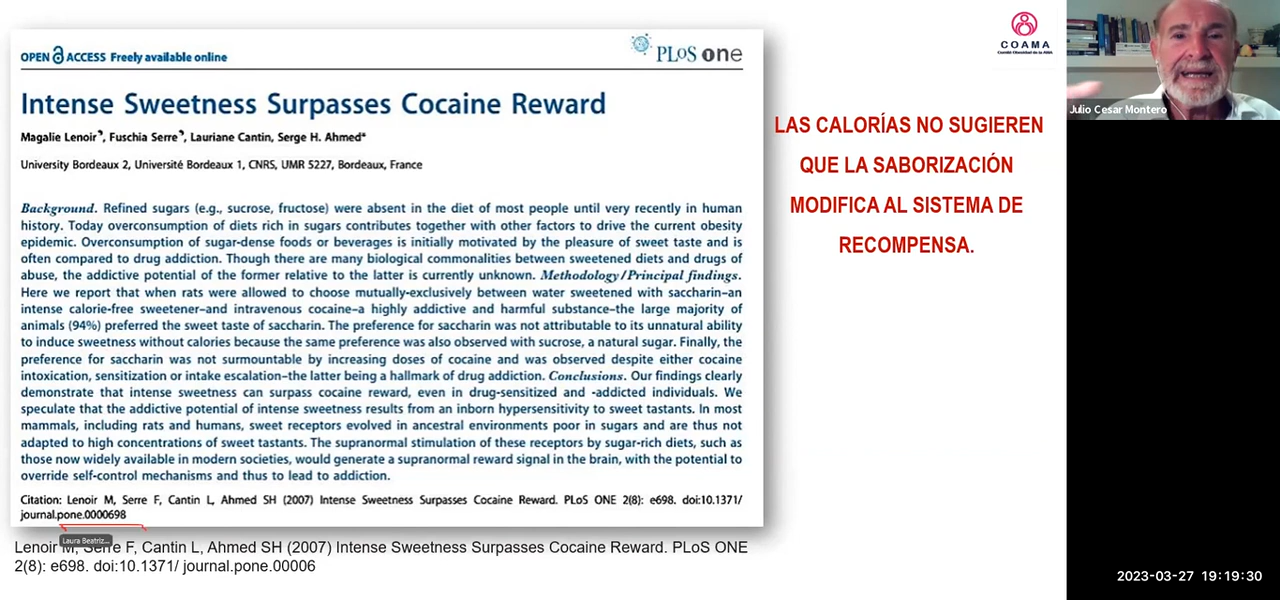 OPEN ACCESS Freely available online
PLoS one
Intense Sweetness Surpasses Cocaine Reward
Magalie Lenoir, Fuschia Serre, Lauriane Cantin, Serge H. Ahmed*
University Bordeaux 2, Université Bordeaux 1, CNRS, UMR 5227, Bordeaux, France
Background. Refined sugars (e.g., sucrose, fructose) were absent in the diet of most people until very recently in human
history. Today overconsumption of diets rich in sugars contributes together with other factors to drive the current obesity
epidemic. Overconsumption of sugar-dense foods or beverages is initially motivated by the pleasure of sweet taste and is
often compared to drug addiction. Though there are many biological commonalities between sweetened diets and drugs of
abuse, the addictive potential of the former relative to the latter is currently unknown. Methodology/Principal findings.
Here we report that when rats were allowed to choose mutually-exclusively between water sweetened with saccharin–an
intense calorie-free sweetener–and intravenous cocaine–a highly addictive and harmful substance–the large majority of
animals (94%) preferred the sweet taste of saccharin. The preference for saccharin was not attributable to its unnatural ability
to induce sweetness without calories because the same preference was also observed with sucrose, a natural sugar. Finally, the
preference for saccharin was not surmountable by increasing doses of cocaine and was observed despite either cocaine
intoxication, sensitization or intake escalation–the latter being a hallmark of drug addiction. Conclusions. Our findings clearly
demonstrate that intense sweetness can surpass cocaine reward, even in drug-sensitized and -addicted individuals. We
speculate that the addictive potential of intense sweetness results from an inborn hypersensitivity to sweet tastants. In most
mammals, including rats and humans, sweet receptors evolved in ancestral environments poor in sugars and are thus not
adapted to high concentrations of sweet tastants. The supranormal stimulation of these receptors by sugar-rich diets, such as
those now widely available in modern societies, would generate a supranormal reward signal in the brain, with the potential to
override self-control mechanisms and thus to lead to addiction.
Citation: Lenoir M, Serre F, Cantin L, Ahmed SH (2007) Intense Sweetness Surpasses Cocaine Reward. PLoS ONE 2(8): e698. doi:10.1371/
journal.pone.0000698
Laura Beatriz...
Lenoir M, Serre F, Cantin L, Ahmed SH (2007) Intense Sweetness Surpasses Cocaine Reward. PLoS ONE
2(8): e698. doi:10.1371/ journal.pone.00006
COAMA
Comité Obesidad de la AMA
LAS CALORÍAS NO SUGIEREN
QUE LA SABORIZACIÓN
MODIFICA AL SISTEMA DE
RECOMPENSA.
Julio Cesar Montero
2023-03-27 19:19:30